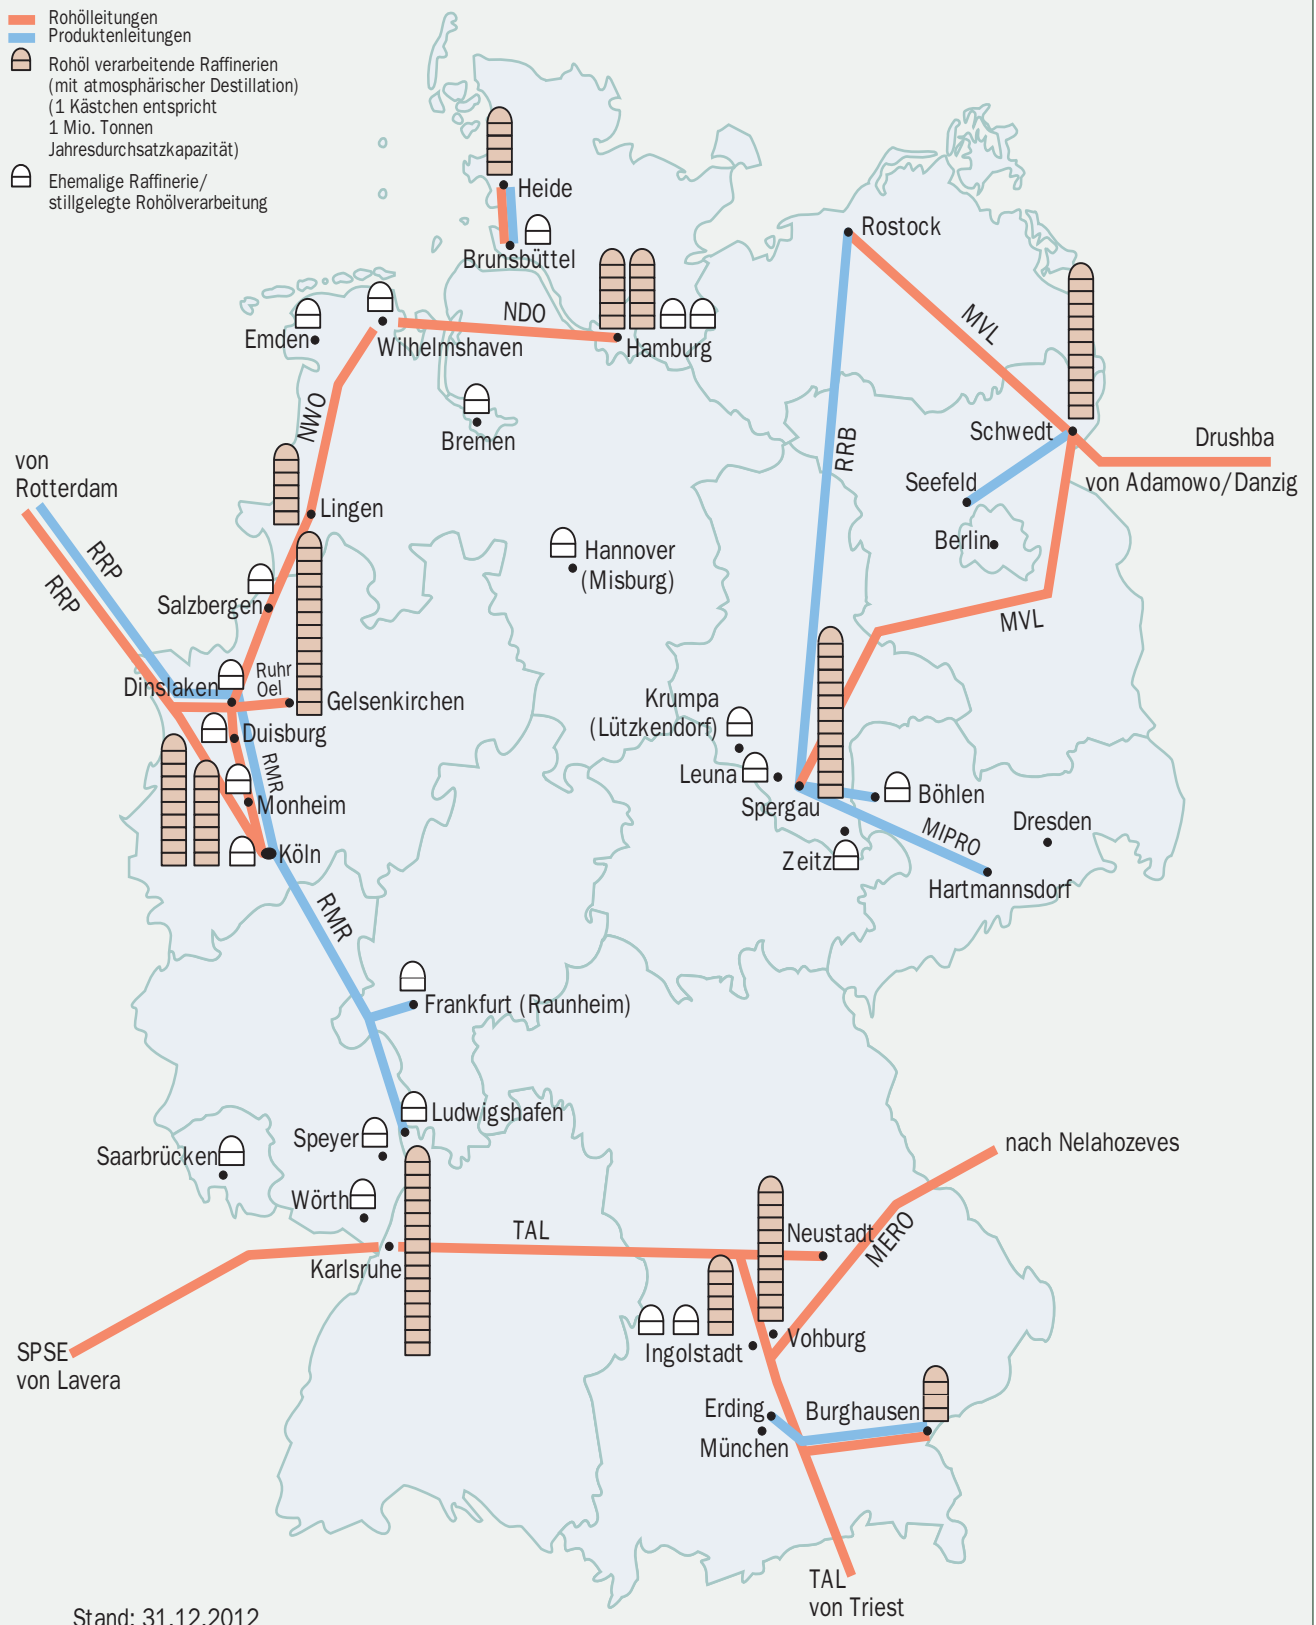 Rohölleitungen
Produktenleitungen
Rohöl verarbeitende Raffinerien
(mit atmosphärischer Destillation)
(1 Kästchen entspricht
1 Mio. Tonnen
Jahresdurchsatzkapazität)
Ehemalige Raffinerie/
stillgelegte Rohölverarbeitung
Heide
Brunsbüttel
Rostock
NDO
MVL
Emden
Wilhelmshaven
Hamburg
NWO
Bremen
RRB
Schwedt
Drushba
von Adamowo/Danzig
von
Rotterdam
Seefeld
Lingen
Berlin
RRP
RRP
Hannover
(Misburg)
Salzbergen
MVL
Ruhr
Oel
Dinslaken
Gelsenkirchen
Krumpa
(Lützkendorf)
Duisburg
RMR
Leuna
Spergau
Böhlen
Monheim
MIPRO
Dresden
Köln
Zeitz
Hartmannsdorf
RMR
Frankfurt (Raunheim)
Ludwigshafen
Speyer
Saarbrücken
nach Nelahozeves
Wörth
TAL
Neustadt
MERO
Karlsruhe
Vohburg
Ingolstadt
SPSE
von Lavera
Erding
Burghausen
München
TAL
von Triest
Stand: 31.12.2012